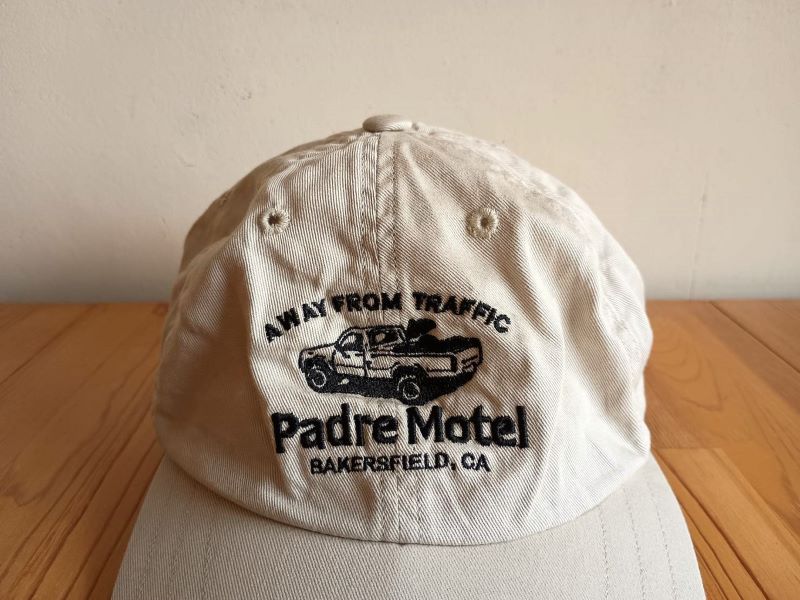 AWAY FROM TRAFFIC
Padre Motel
BAKERSFIELD, CA